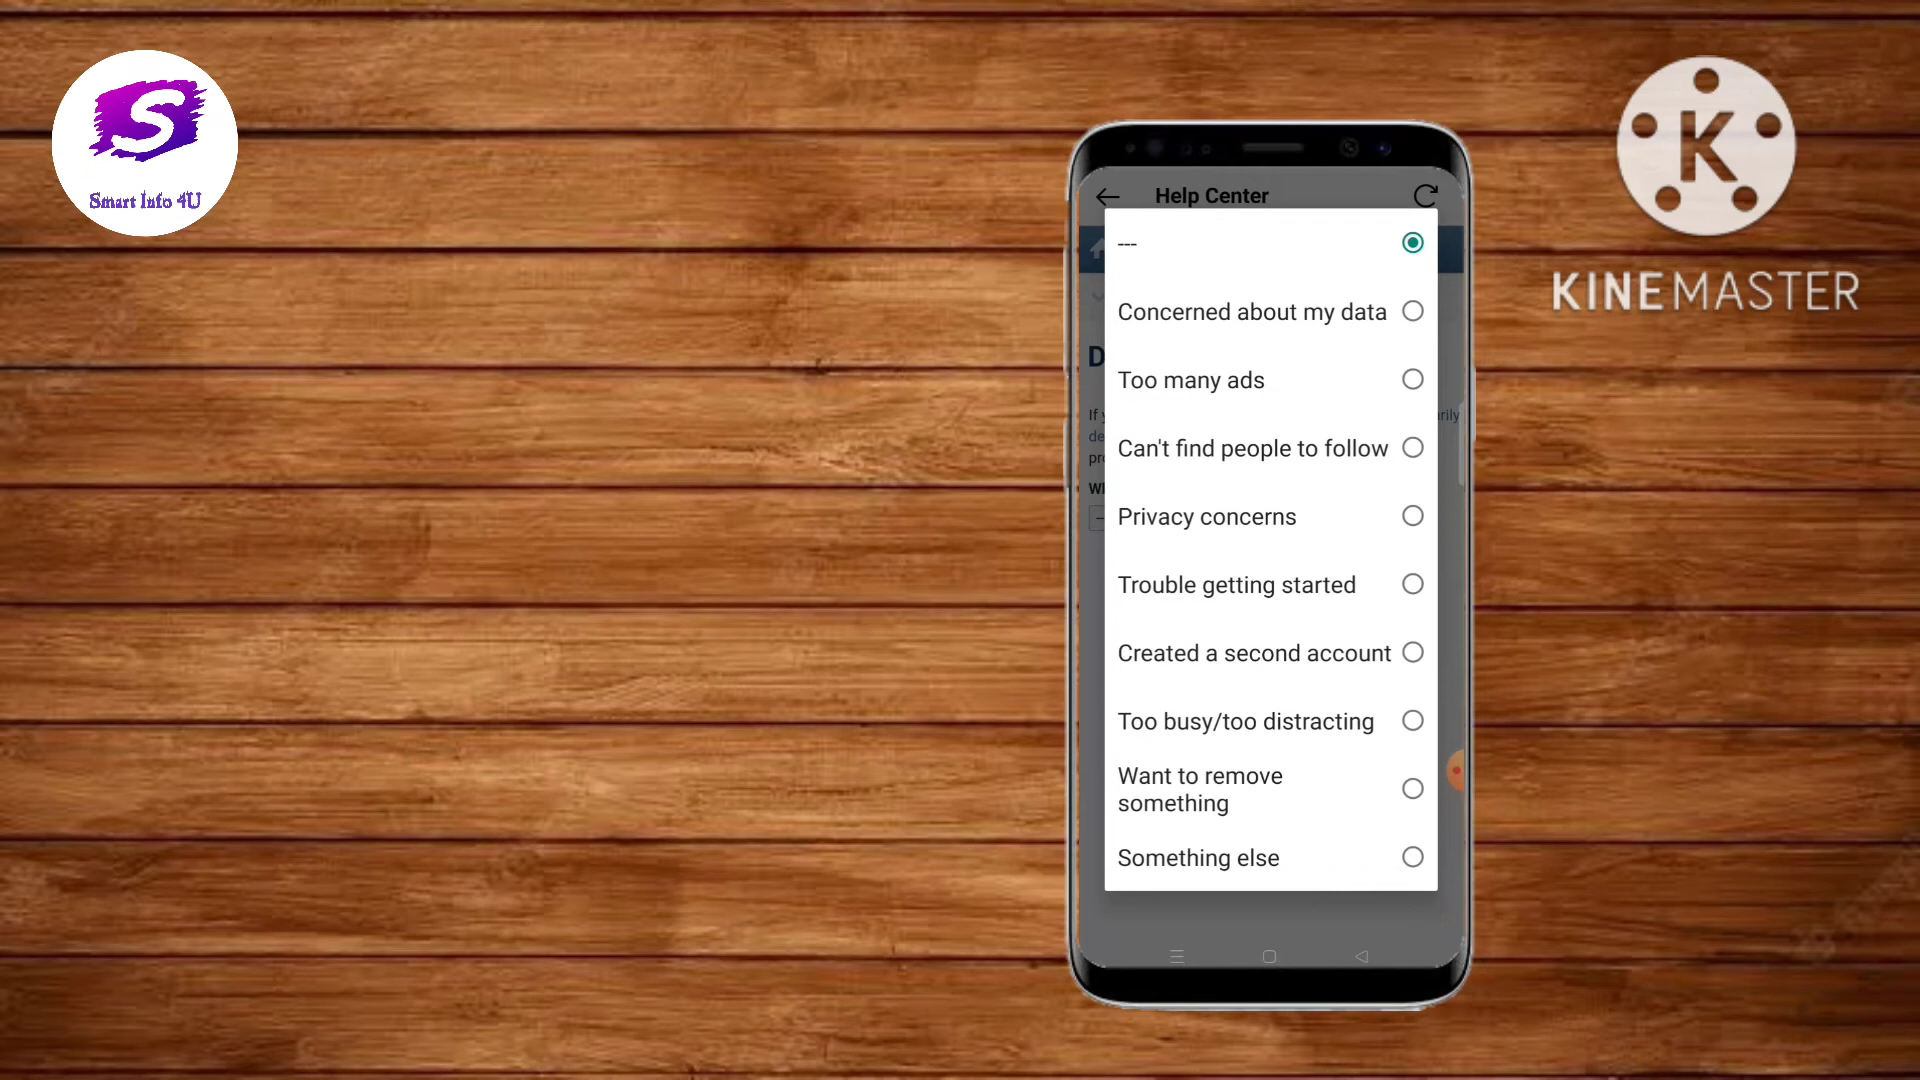 S
Smart Info 4U
K
KINEMASTER
Help Center
---
Concerned about my data
Too many ads
Can't find people to follow
Privacy concerns
Trouble getting started
Created a second account
Too busy/too distracting
Want to remove
something
Something else